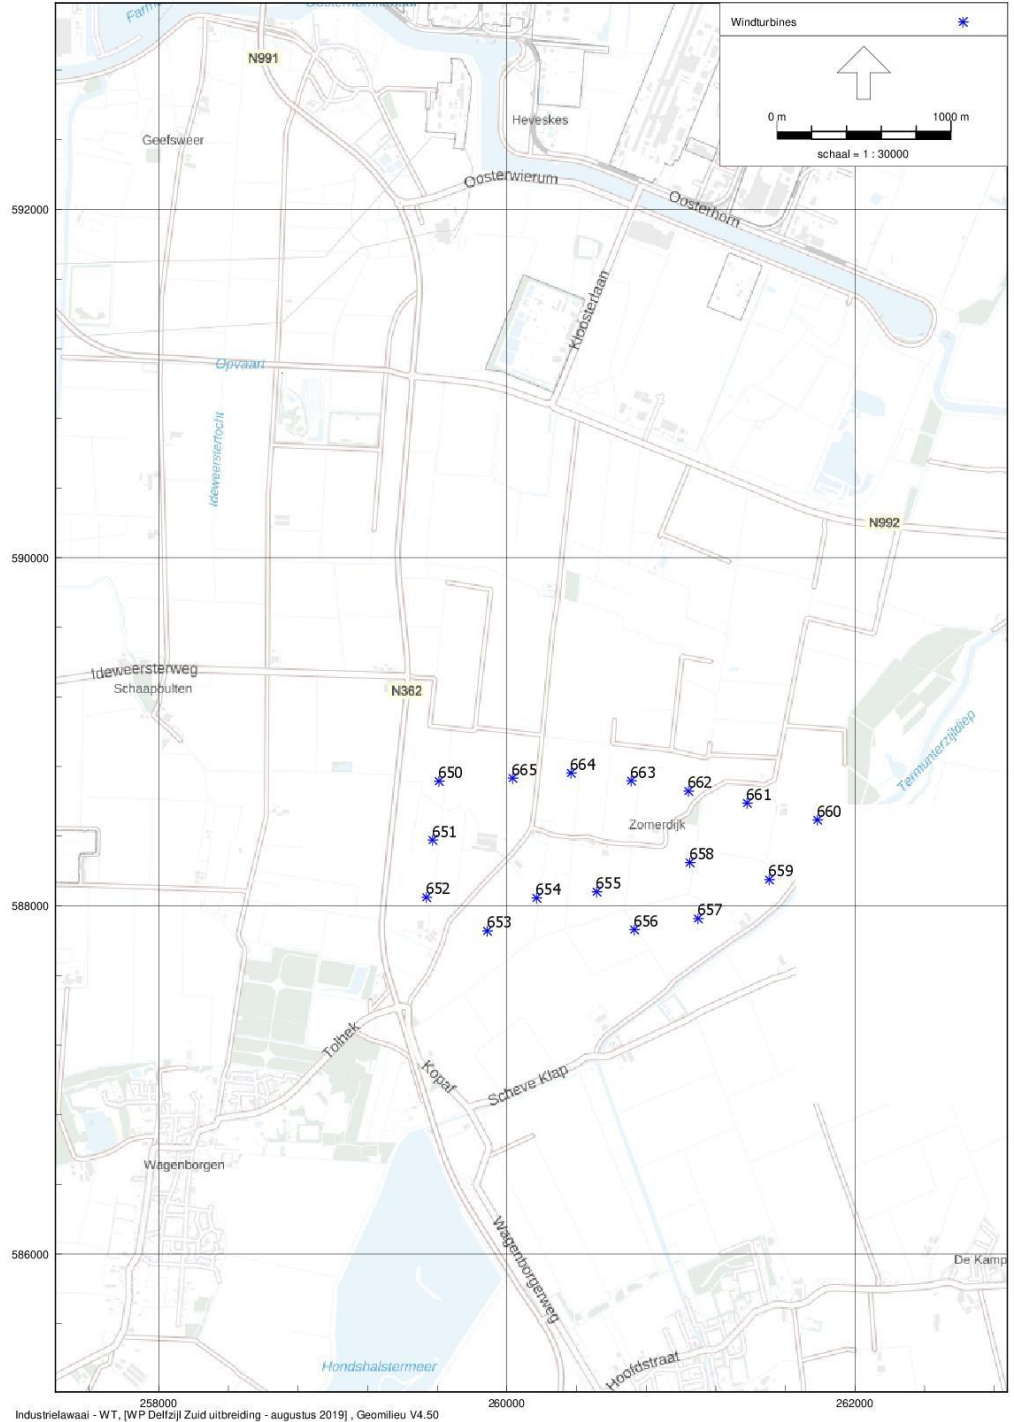 Oosterhornkanaal
Windturbines
N991
0 m
1000 m
Heveskes
Geefsweer
schaal = 1 : 30000
Oosterwierum
Oosterhorn
592000
Kloosterlaan
Opvaart
Ideweerstertocht
N992
590000
Ideweersterweg
Schaapbulten
N362
Termunterzijldiep
650
665
664
663
662
661
660
Zomerdijk
651
658
659
652
654
655
588000
653
656
657
Tolhek
Kopaf
Scheve Klap
Wagenborgen
Wagenborgerweg
586000
De Kamp
Hondshalstermeer
Hoofdstraat
258000
260000
262000
Industrielawaai - WT, [WP Delfzijl Zuid uitbreiding - augustus 2019] , Geomilieu V4.50